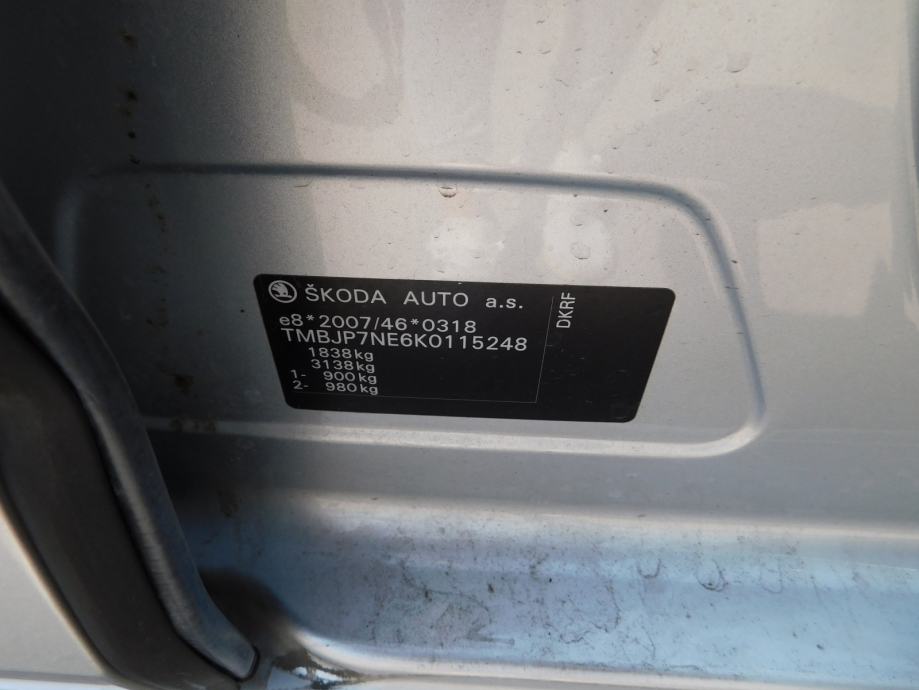 ŠKODA AUTO a.s.
e8*2007/46*0318
TMBJP7NE6K0115248
1838kg
3138kg
1- 900kg
2- 980kg
DKRF